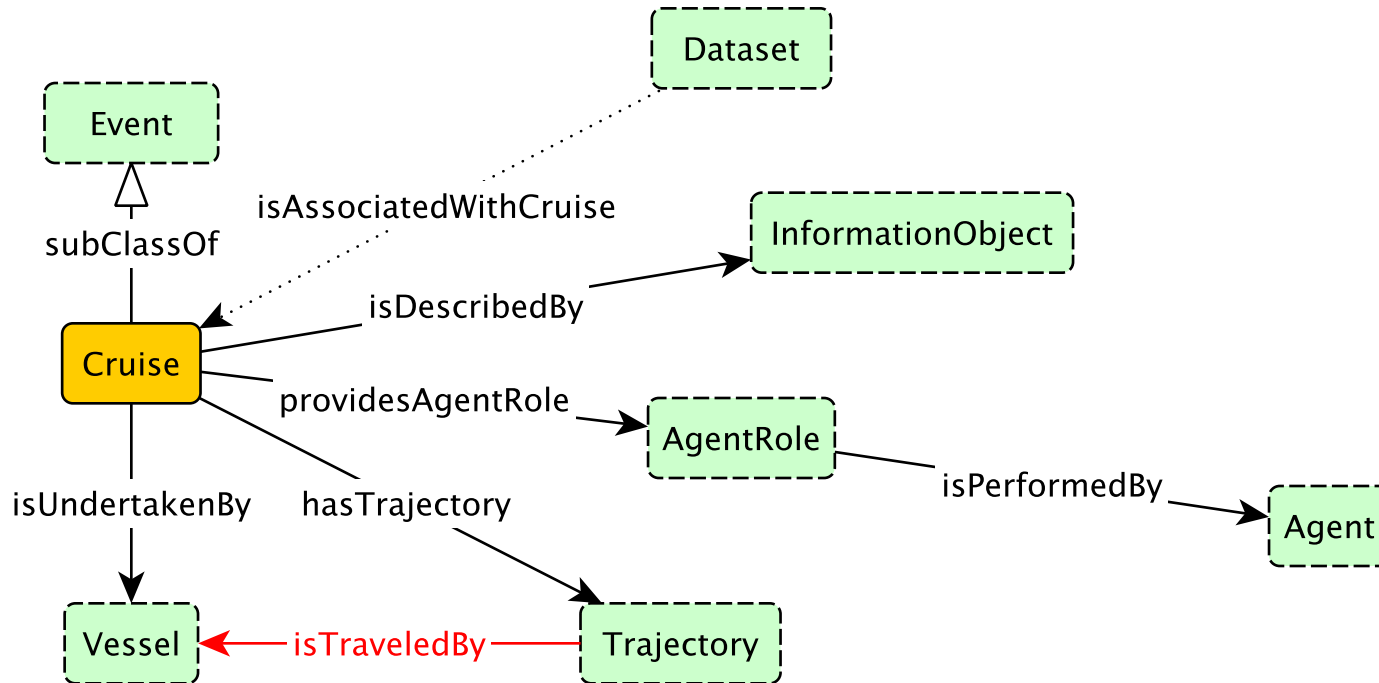 Dataset
Event
isAssociatedWithCruise
InformationObject
subClassOf
isDescribedBy
Cruise
providesAgentRole
AgentRole
isPerformedBy
isUndertakenBy
hasTrajectory
Agent
Vessel
isTraveledBy
Trajectory